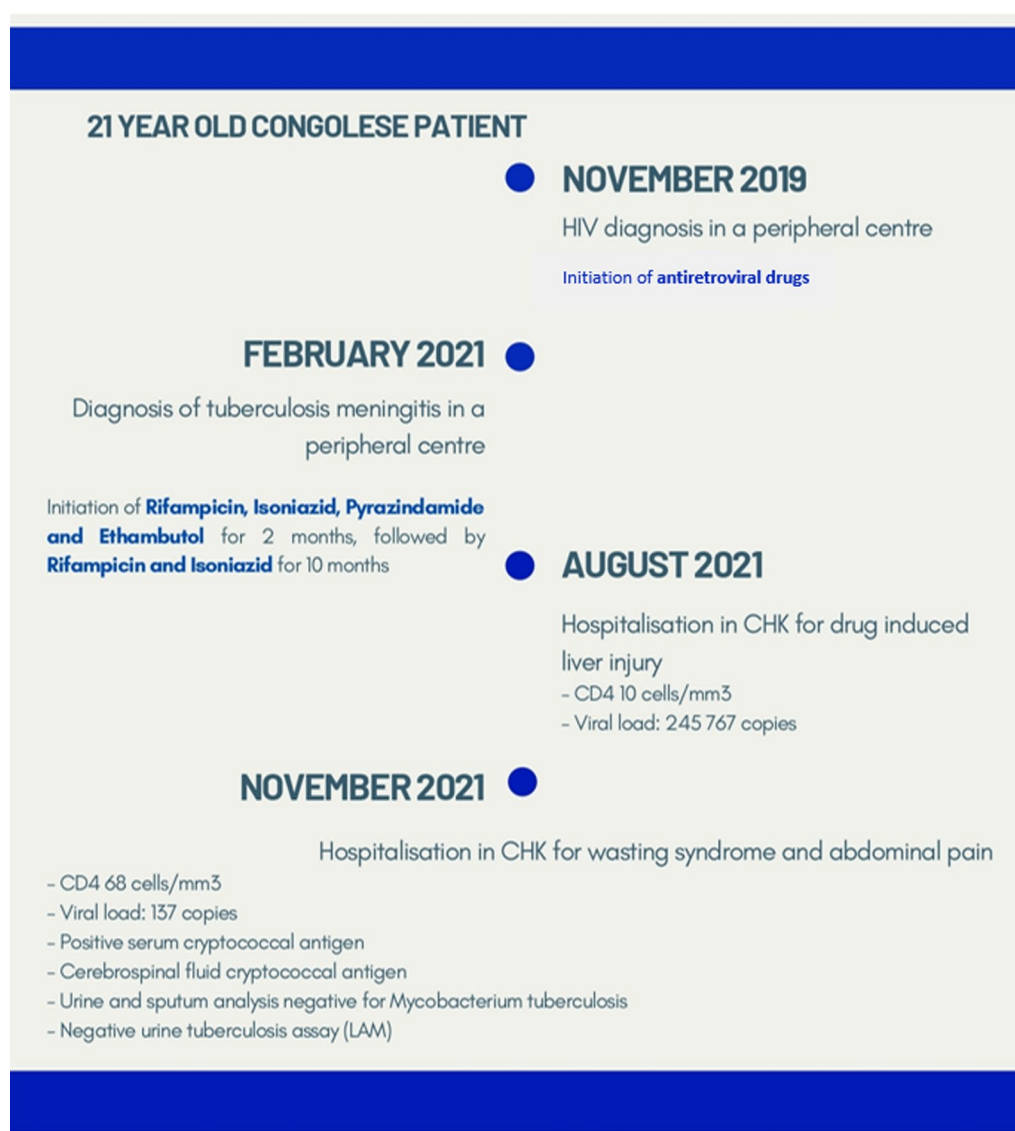 21 YEAR OLD CONGOLESE PATIENT
NOVEMBER 2019
HIV diagnosis in a peripheral centre
Initiation of antiretroviral drugs
FEBRUARY 2021
Diagnosis of tuberculosis meningitis in a
peripheral centre
Initiation of Rifampicin, Isoniazid, Pyrazindamide
and Ethambutol for 2 months, followed by
Rifampicin and Isoniazid for 10 months
AUGUST 2021
Hospitalisation in CHK for drug induced
liver injury
- CD4 10 cells/mm3
- Viral load: 245 767 copies
NOVEMBER 2021
Hospitalisation in CHK for wasting syndrome and abdominal pain
- CD4 68 cells/mm3
- Viral load: 137 copies
- Positive serum cryptococcal antigen
- Cerebrospinal fluid cryptococcal antigen
- Urine and sputum analysis negative for Mycobacterium tuberculosis
- Negative urine tuberculosis assay (LAM)